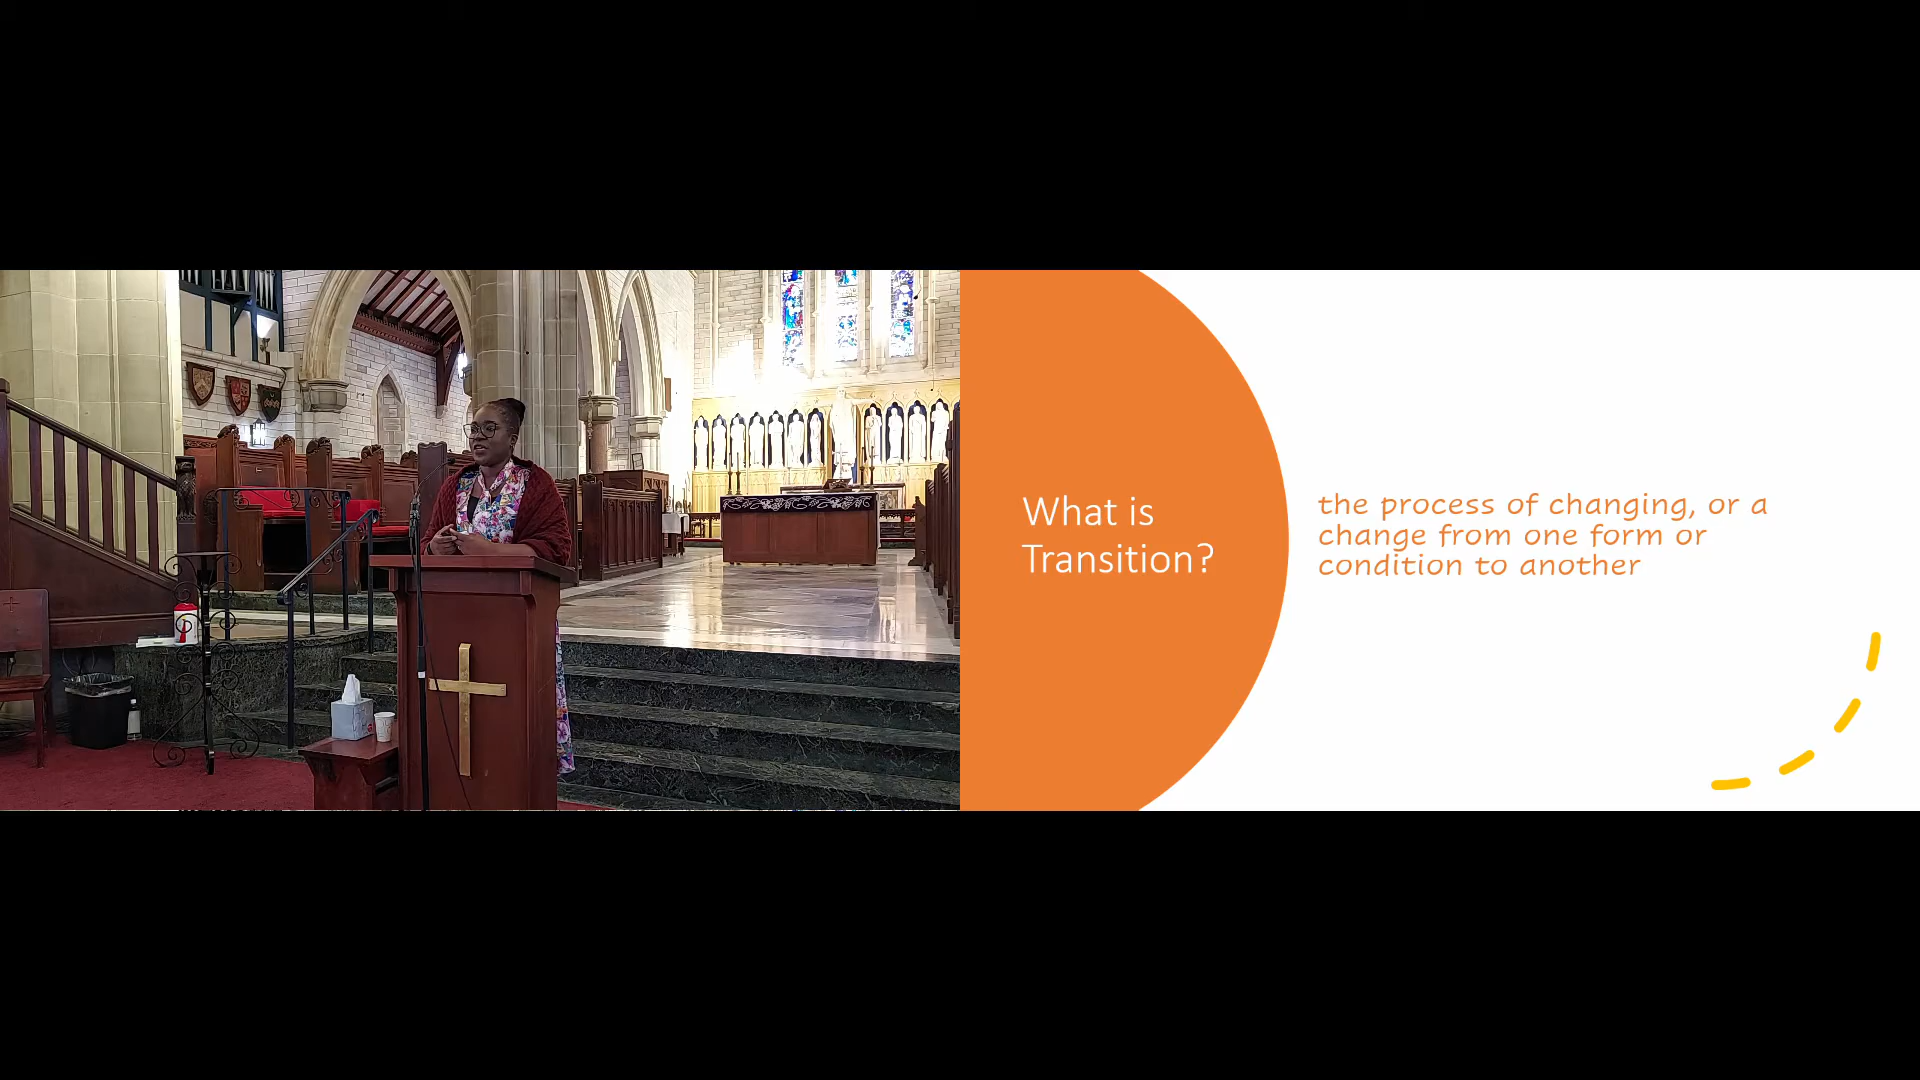 What is
Transition?
the process of changing, or a
change from one form or
condition to another